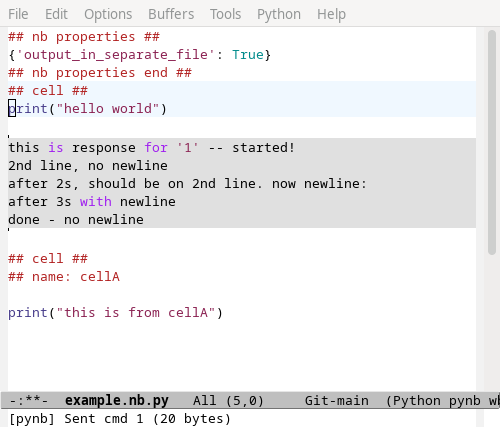 File Edit Options Buffers Tools Python Help
## nb properties ##
{'output_in_separate_file': True}
## nb properties end ##
## cell ##
print("hello world")
this is response for '1' -- started!
2nd line, no newline
after 2s, should be on 2nd line. now newline:
after 3s with newline
done - no newline
## cell ##
## name: cellA
print("this is from cellA")
-:**- example.nb.py All (5,0) Git-main (Python pynb wh
[pynb] Sent cmd 1 (20 bytes)